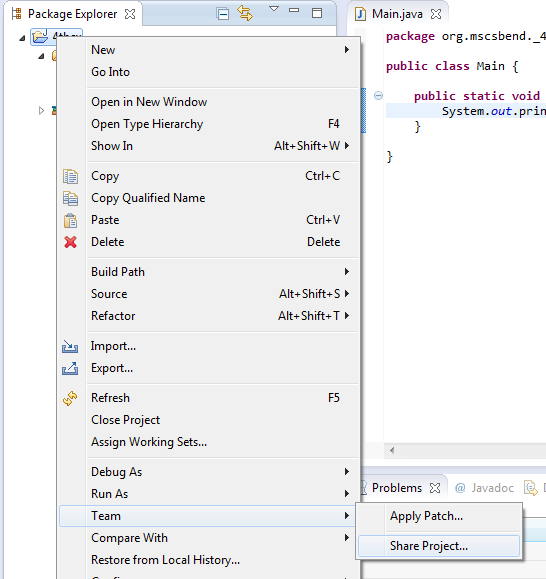 Package Explorer
Main.java
package org.mscsbend._4
public class Main {
public static void
System.out.prin
}
}
New
Go Into
Open in New Window
Open Type Hierarchy F4
Show In Alt+Shift+W
Copy Ctrl+C
Copy Qualified Name
Paste Ctrl+V
Delete Delete
Build Path
Source Alt+Shift+S
Refactor Alt+Shift+T
Import...
Export...
Refresh F5
Close Project
Assign Working Sets...
Debug As
Run As
Team
Compare With
Restore from Local History...
Problems @ Javadoc
Apply Patch...
Share Project...